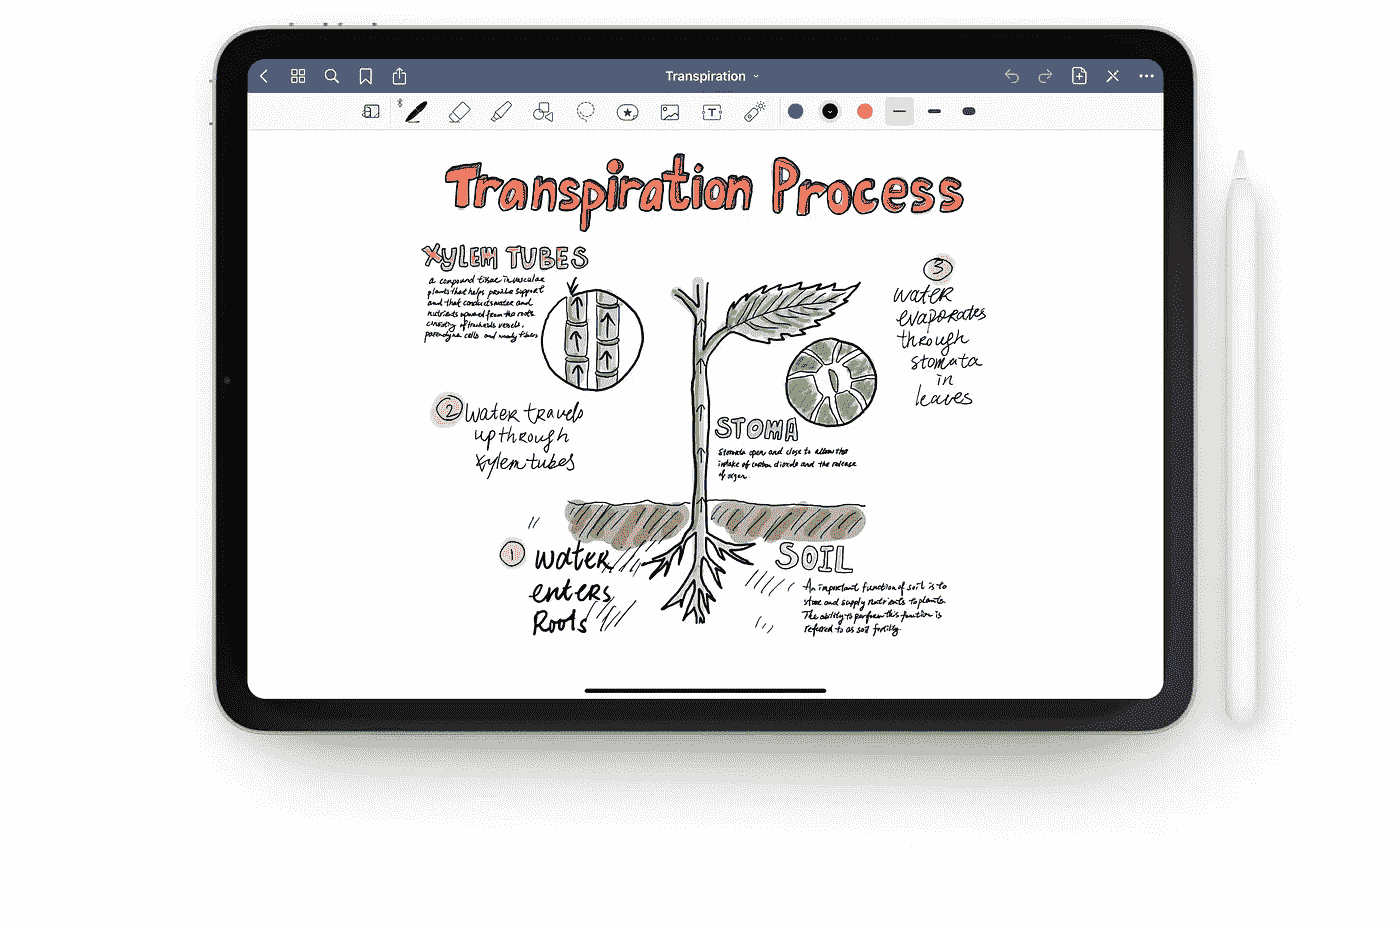 Transpiration
Transpiration Process
XYLEM TUBES
a compound tissue in vascular
plants that helps provide support
and that conducts water and
nutrients upward from the roots
consisting of tracheids vessels,
parenchyma cells and woody fibers
2 Water travels
up through
xylem tubes
3
water
evaporates
through
stomata
in
leaves
STOMA
Stomata open and close to allow the
intake of carbon dioxide and the release
of oxygen.
1 Water
enters
Roots
SOIL
An important function of soil is to
store and supply nutrients to plants.
The ability to perform this function is
referred to as soil fertility.